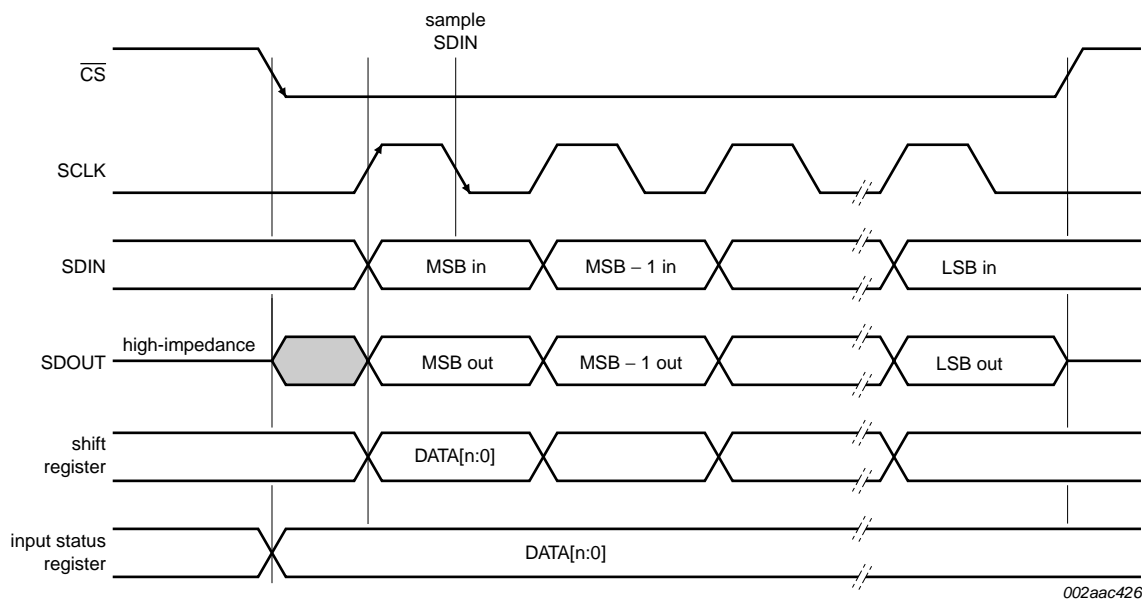 sample
SDIN
CS
SCLK
SDIN
MSB in
MSB − 1 in
LSB in
SDOUT
high-impedance
MSB out
MSB − 1 out
LSB out
shift
register
DATA[n:0]
input status
register
DATA[n:0]
002aac426